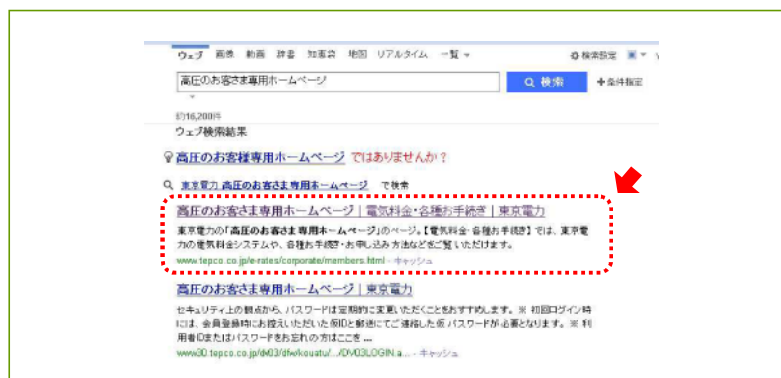 ウェブ 画像 動画 辞書 知恵袋 地図 リアルタイム 一覧 検索設定
高圧のお客さま専用ホームページ 検索 +条件指定
約16,200件
ウェブ検索結果
高圧のお客様専用ホームページ ではありませんか?
東京電力 高圧のお客さま専用ホームページ で検索
高圧のお客さま専用ホームページ | 電気料金・各種お手続き | 東京電力
東京電力の「高圧のお客さま専用ホームページ」のページ。【電気料金・各種お手続き】では、東京電
力の電気料金システムや、各種お手続き・お申し込み方法などをご覧いただけます。
www.tepco.co.jp/e-rates/corporate/members.html - キャッシュ
高圧のお客さま専用ホームページ | 東京電力
セキュリティ上の観点から、パスワードは定期的に変更いただくことをおすすめします。 ※ 初回ログイン時
には、会員登録時にお控えいただいた仮IDと郵送にてご連絡した仮パスワードが必要となります。 ※ 利
用者IDまたはパスワードをお忘れの方はここを ...
www30.tepco.co.jp/dv03/dfw/kouatu/.../DV03LOGIN.a... - キャッシュ